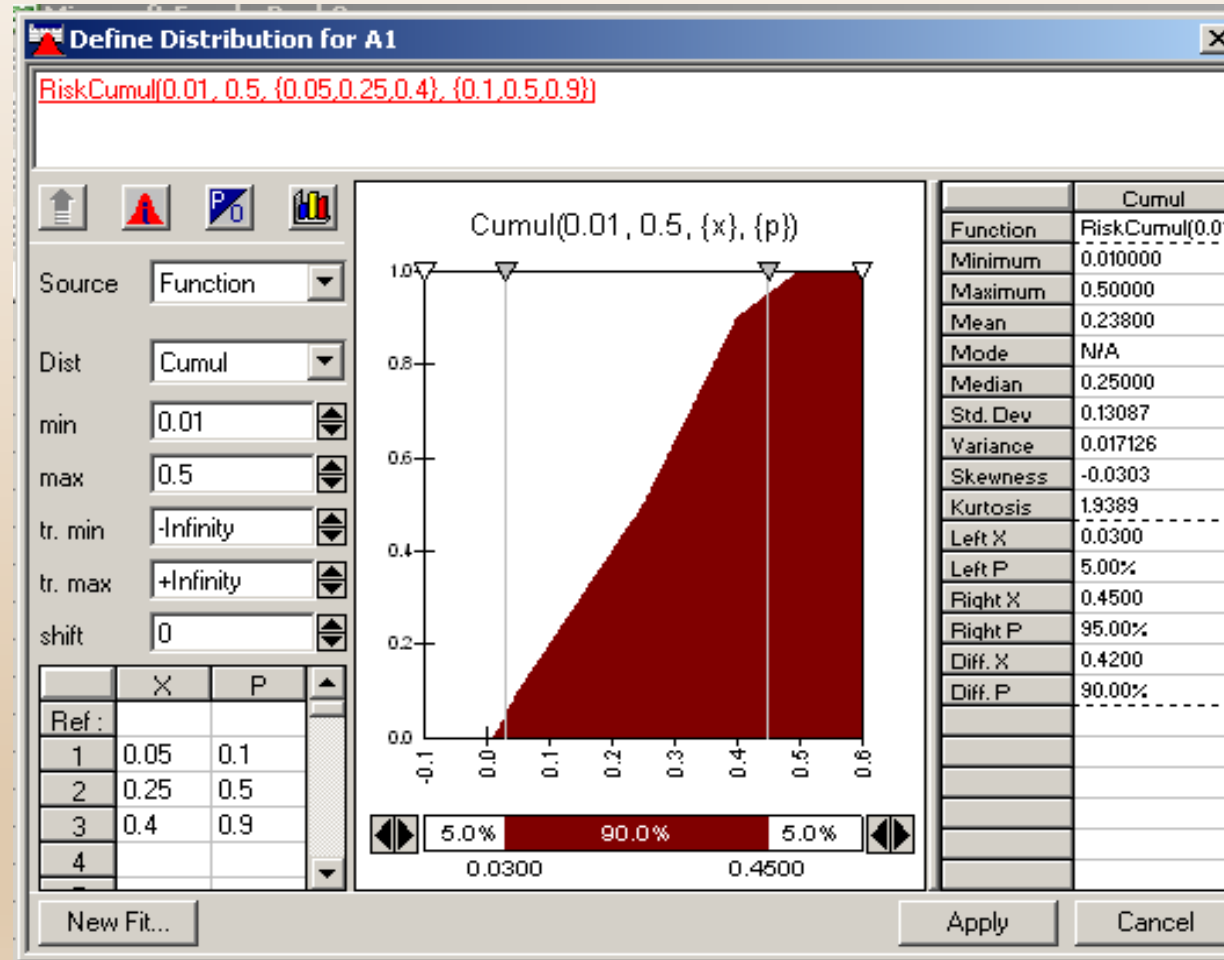 Define Distribution for A1
RiskCumul(0.01, 0.5, {0.05,0.25,0.4}, {0.1,0.5,0.9})
Source Function
Dist Cumul
min 0.01
max 0.5
tr. min -Infinity
tr. max +Infinity
shift 0
X P
Ref :
1 0.05 0.1
2 0.25 0.5
3 0.4 0.9
4
New Fit...
Cumul(0.01, 0.5, {x}, {p})
1.0
0.8
0.6
0.4
0.2
0.0
-0.1 0.0 0.1 0.2 0.3 0.4 0.5 0.6
5.0% 90.0% 5.0%
0.0300 0.4500
Cumul
Function RiskCumul(0.01
Minimum 0.010000
Maximum 0.50000
Mean 0.23800
Mode N/A
Median 0.25000
Std. Dev 0.13087
Variance 0.017126
Skewness -0.0303
Kurtosis 1.9389
Left X 0.0300
Left P 5.00%
Right X 0.4500
Right P 95.00%
Diff. X 0.4200
Diff. P 90.00%
Apply Cancel